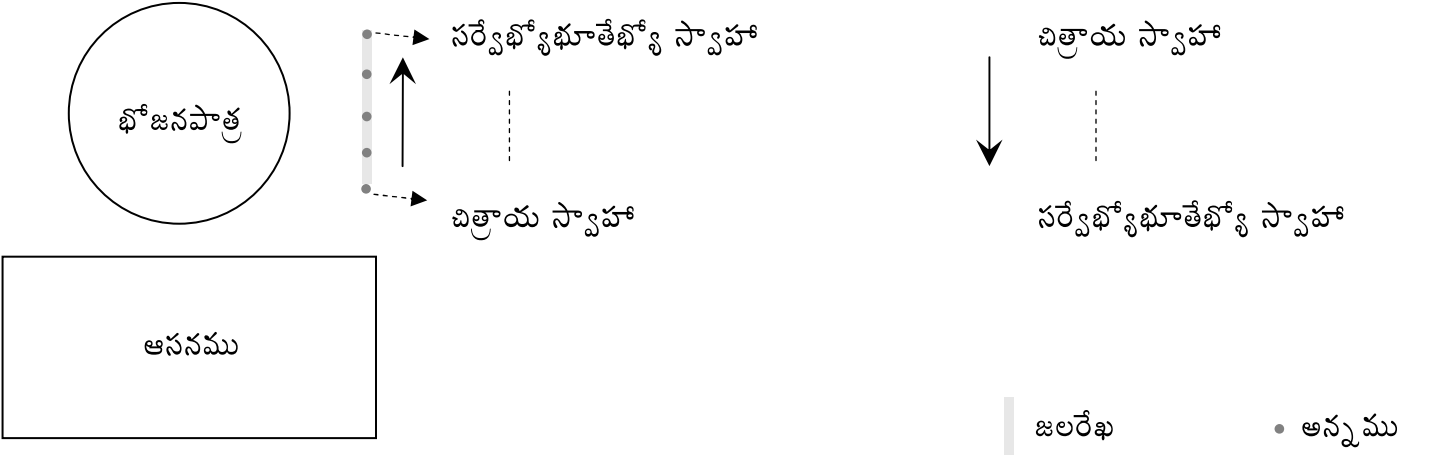 సర్వేభ్యోభూతేభ్యో స్వాహా
చిత్రాయ స్వాహా
భోజనపాత్ర
చిత్రాయ స్వాహా
సర్వేభ్యోభూతేభ్యో స్వాహా
ఆసనము
జలరేఖ
అన్నము